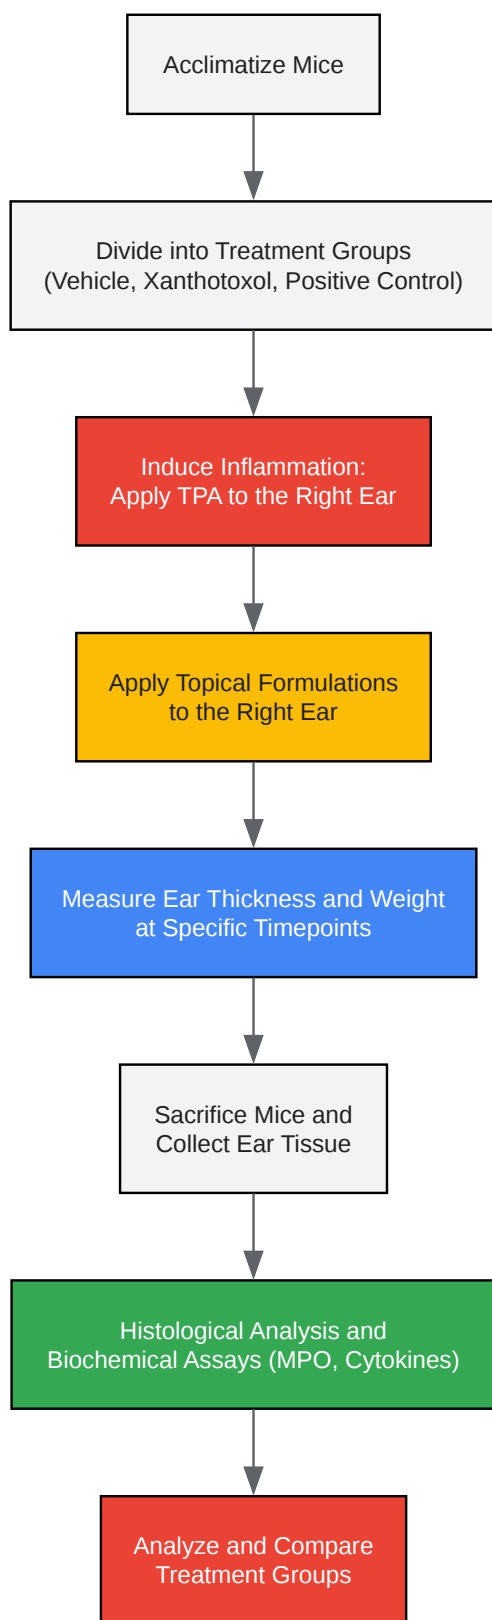 Acclimatize Mice
Divide into Treatment Groups
(Vehicle, Xanthotoxol, Positive Control)
Induce Inflammation:
Apply TPA to the Right Ear
Apply Topical Formulations
to the Right Ear
Measure Ear Thickness and Weight
at Specific Timepoints
Sacrifice Mice and
Collect Ear Tissue
Histological Analysis and
Biochemical Assays (MPO, Cytokines)
Analyze and Compare
Treatment Groups